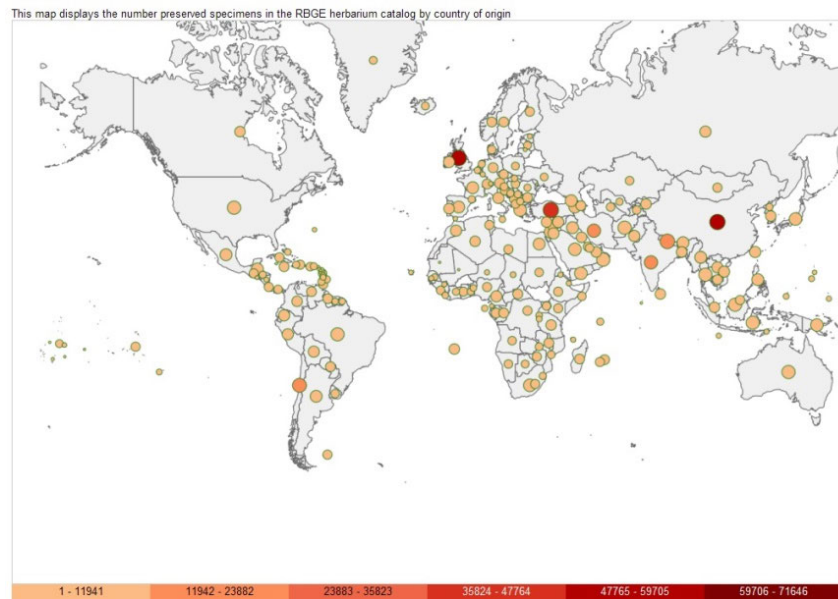 This map displays the number preserved specimens in the RBGE herbarium catalog by country of origin
1 - 11941
11942 - 23882
23883 - 35823
35824 - 47764
47765 - 59705
59706 - 71646